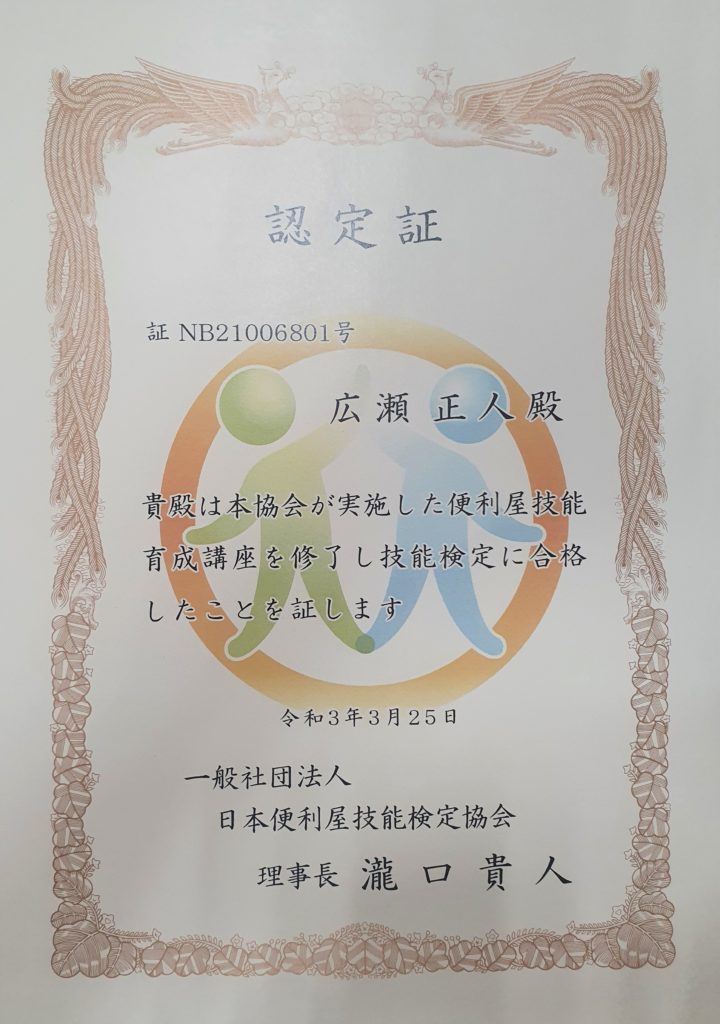 認定証
証 NB21006801号
広瀬 正人殿
貴殿は本協会が実施した便利屋技能
育成講座を修了し技能検定に合格
したことを証します
令和3年3月25日
一般社団法人
日本便利屋技能検定協会
理事長 瀧口貴人